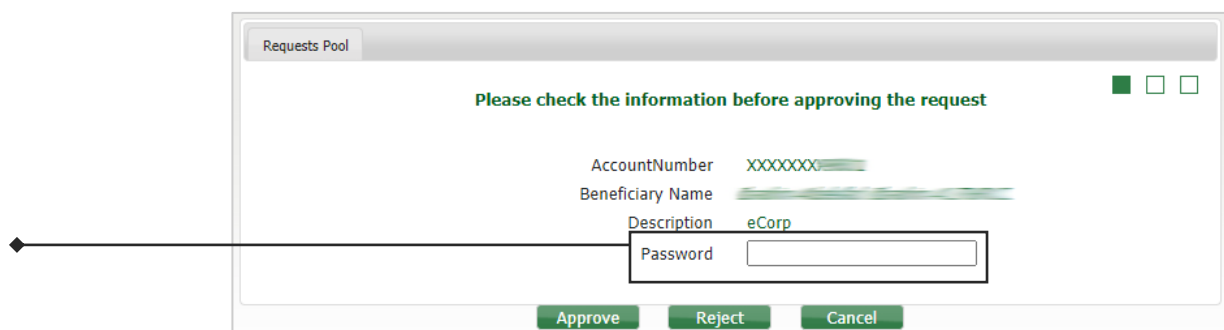 Requests Pool
Please check the information before approving the request
AccountNumber XXXXXXX
Beneficiary Name
Description eCorp
Password
Approve Reject Cancel